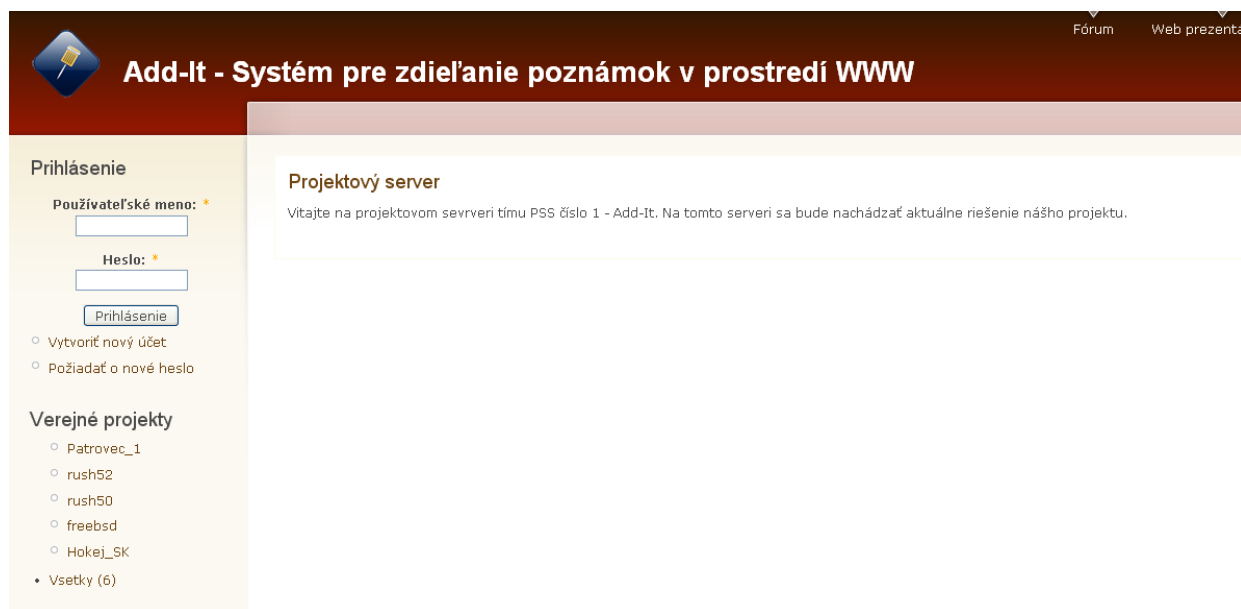 Fórum
Web prezentá
Add-It - Systém pre zdieľanie poznámok v prostredí WWW
Prihlásenie
Používateľské meno: *
Heslo: *
Prihlásenie
Vytvoriť nový účet
Požiadať o nové heslo
Verejné projekty
Patrovec_1
rush52
rush50
freebsd
Hokej_SK
Vsetky (6)
Projektový server
Vitajte na projektovom sevrveri tímu PSS číslo 1 - Add-It. Na tomto serveri sa bude nachádzať aktuálne riešenie nášho projektu.